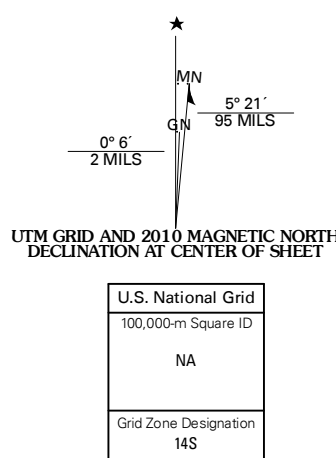 ★
MN
5° 21´
95 MILS
GN
0° 6´
2 MILS
UTM GRID AND 2010 MAGNETIC NORTH
DECLINATION AT CENTER OF SHEET
U.S. National Grid
100,000-m Square ID
NA
Grid Zone Designation
14S